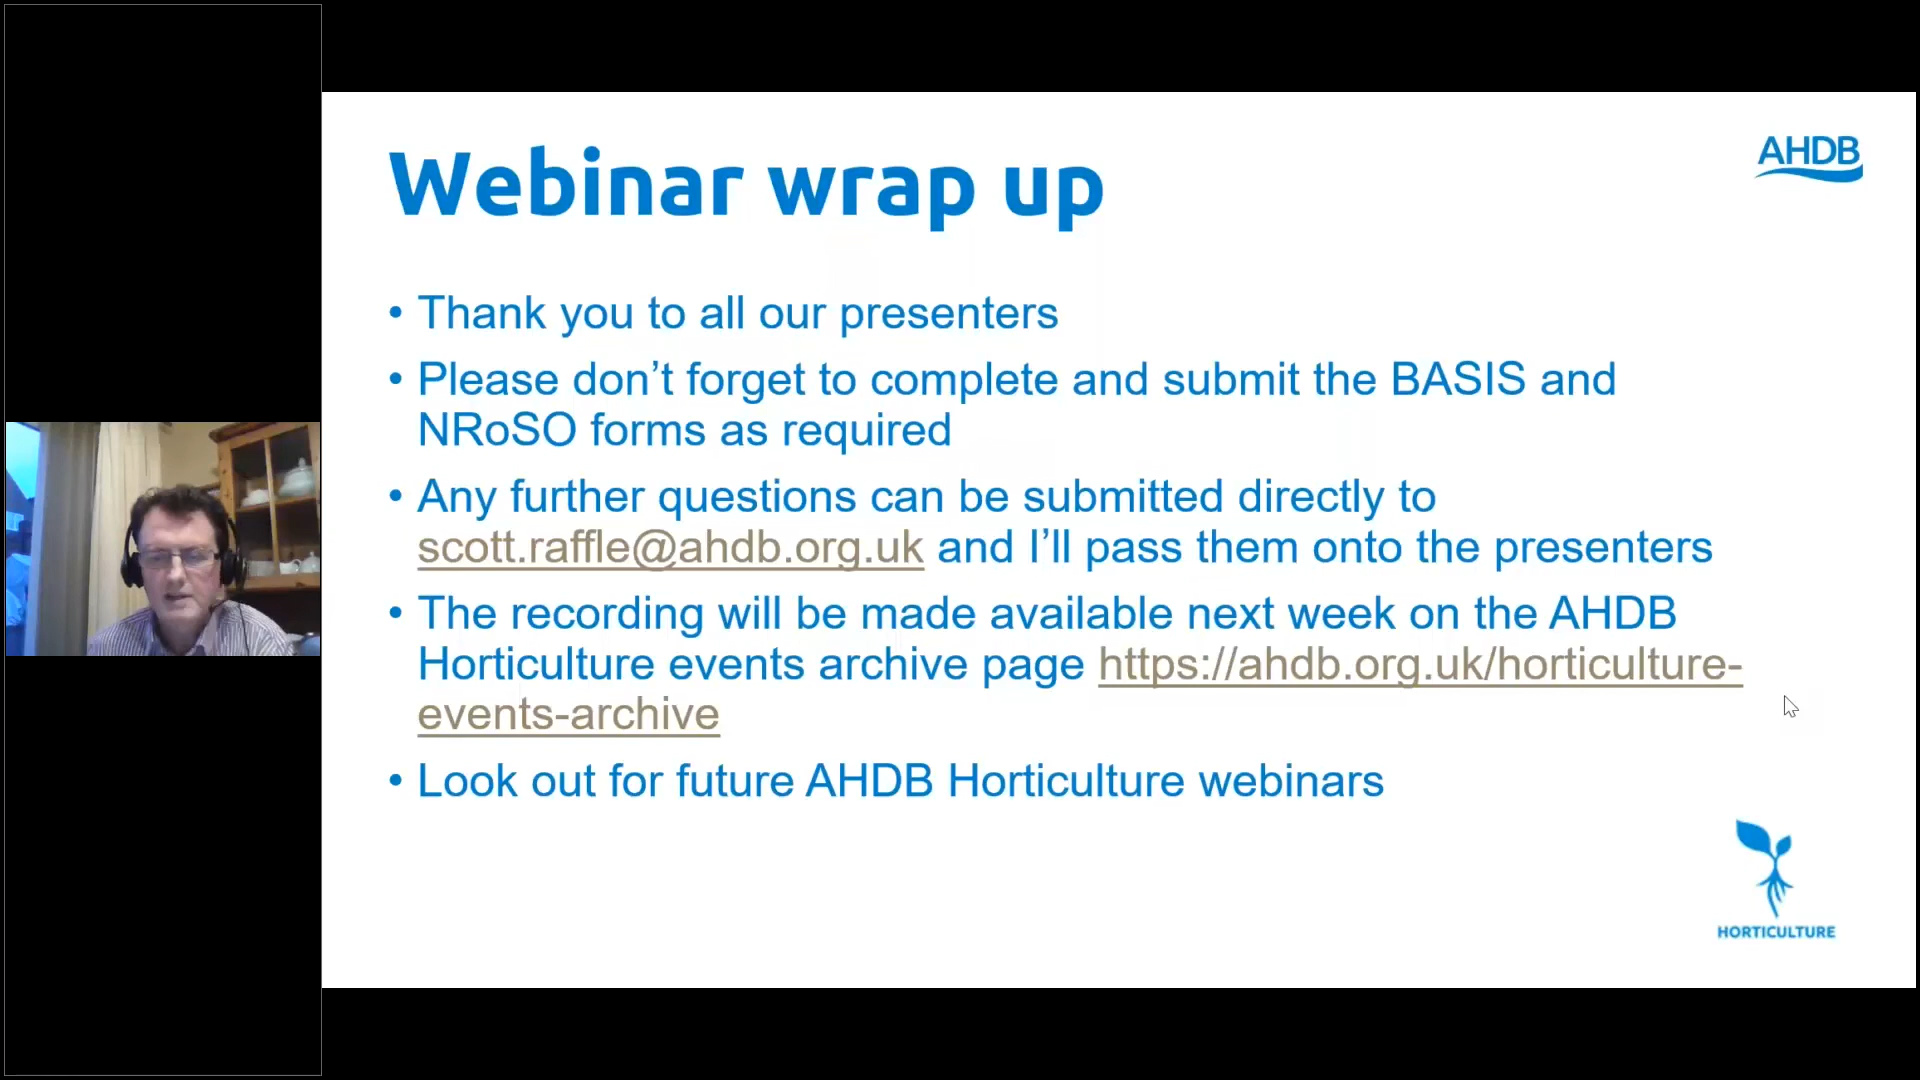 AHDB
Webinar wrap up
• Thank you to all our presenters
• Please don’t forget to complete and submit the BASIS and
NRoSO forms as required
• Any further questions can be submitted directly to
scott.raffle@ahdb.org.uk and I’ll pass them onto the presenters
• The recording will be made available next week on the AHDB
Horticulture events archive page https://ahdb.org.uk/horticulture-
events-archive
• Look out for future AHDB Horticulture webinars
HORTICULTURE